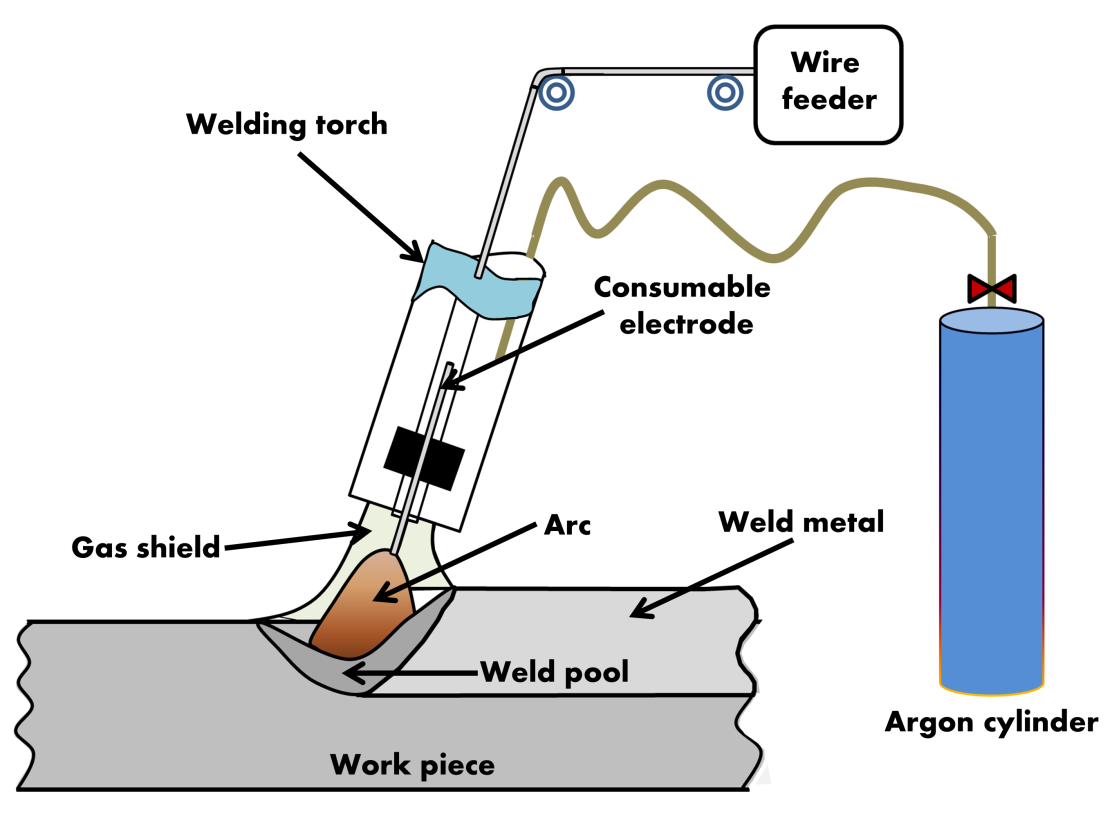 Wire
feeder
Welding torch
Consumable
electrode
Gas shield
Arc
Weld metal
Weld pool
Argon cylinder
Work piece